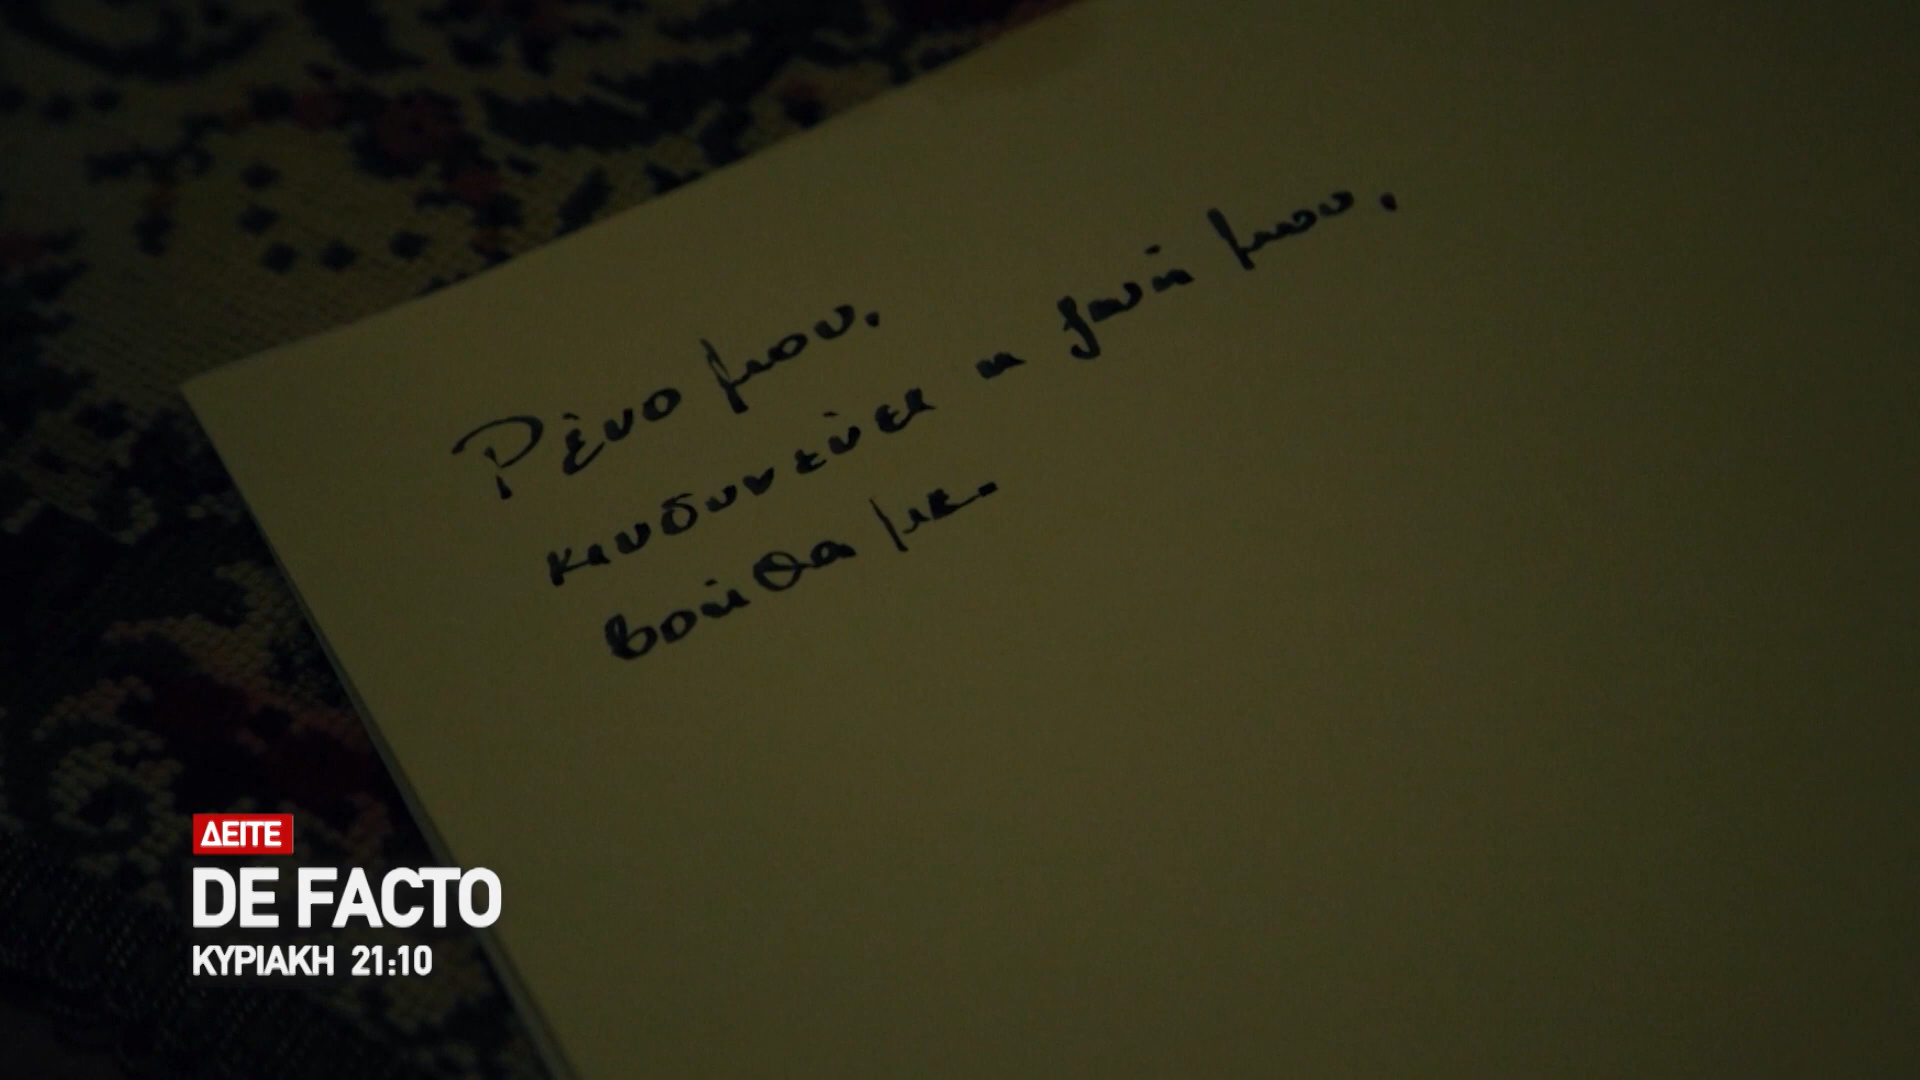 Ρένο μου.
κινδυνεύει η ζωή μου.
βοήθα με.
ΔΕΙΤΕ
DE FACTO
ΚΥΡΙΑΚΗ 21:10